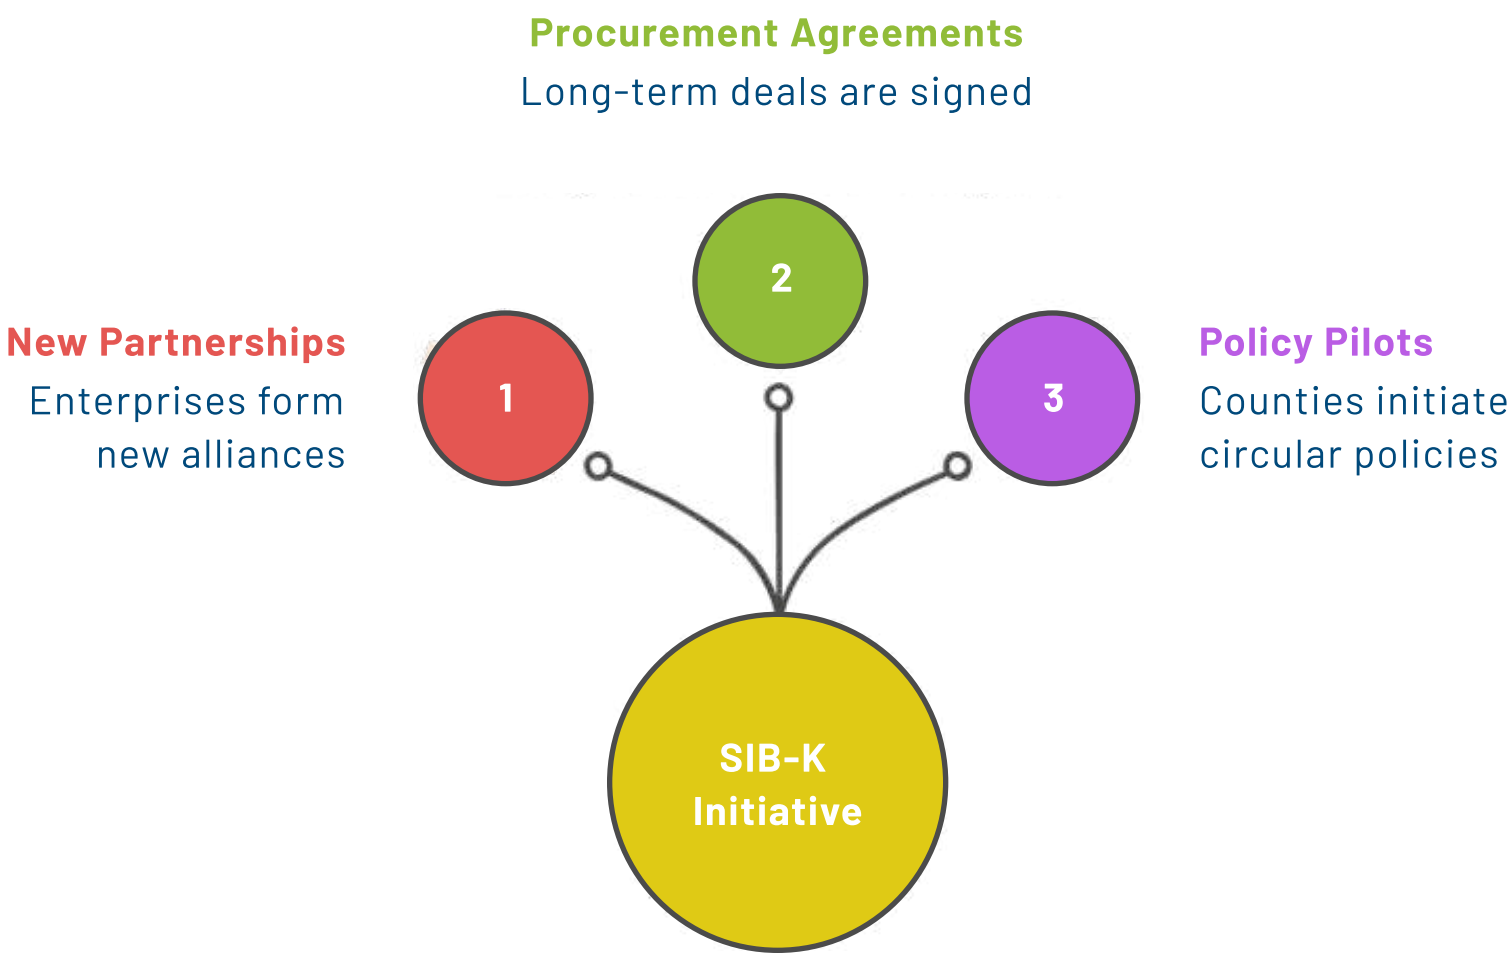 Procurement Agreements
Long-term deals are signed
2
New Partnerships
Enterprises form
new alliances
1
3
Policy Pilots
Counties initiate
circular policies
SIB-K
Initiative